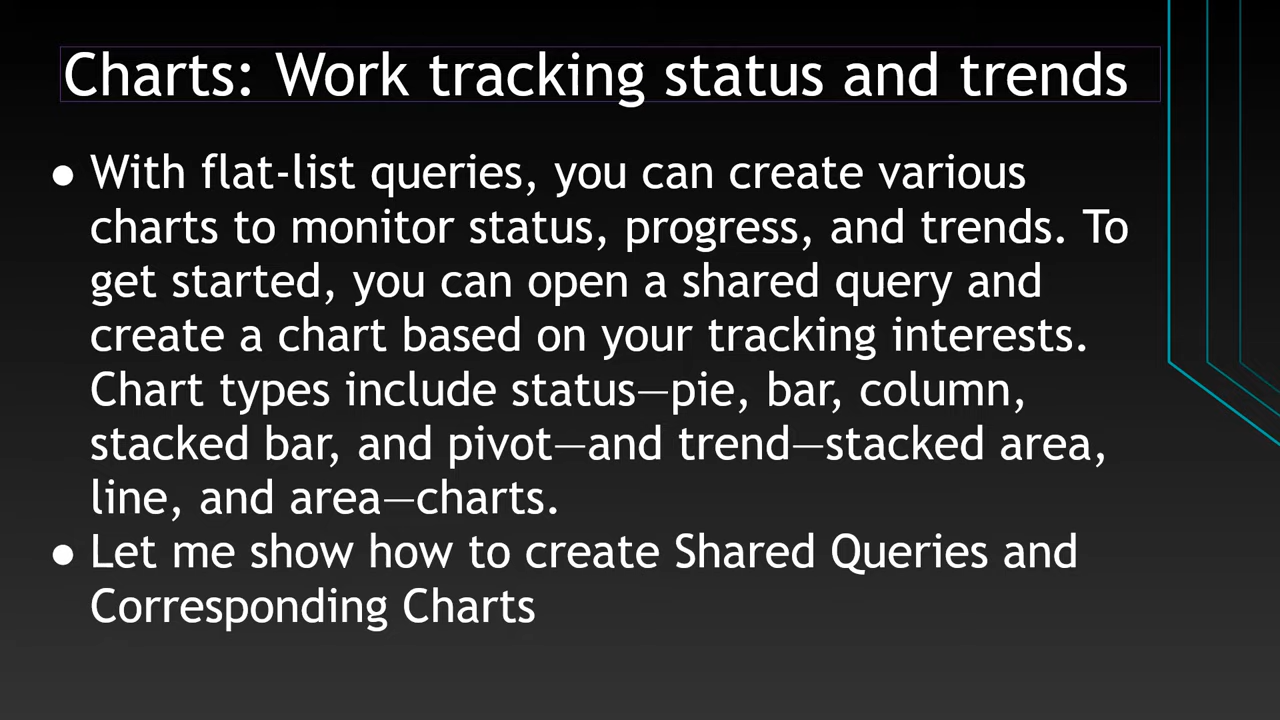 Charts: Work tracking status and trends
● With flat-list queries, you can create various
charts to monitor status, progress, and trends. To
get started, you can open a shared query and
create a chart based on your tracking interests.
Chart types include status—pie, bar, column,
stacked bar, and pivot—and trend—stacked area,
line, and area—charts.
● Let me show how to create Shared Queries and
Corresponding Charts